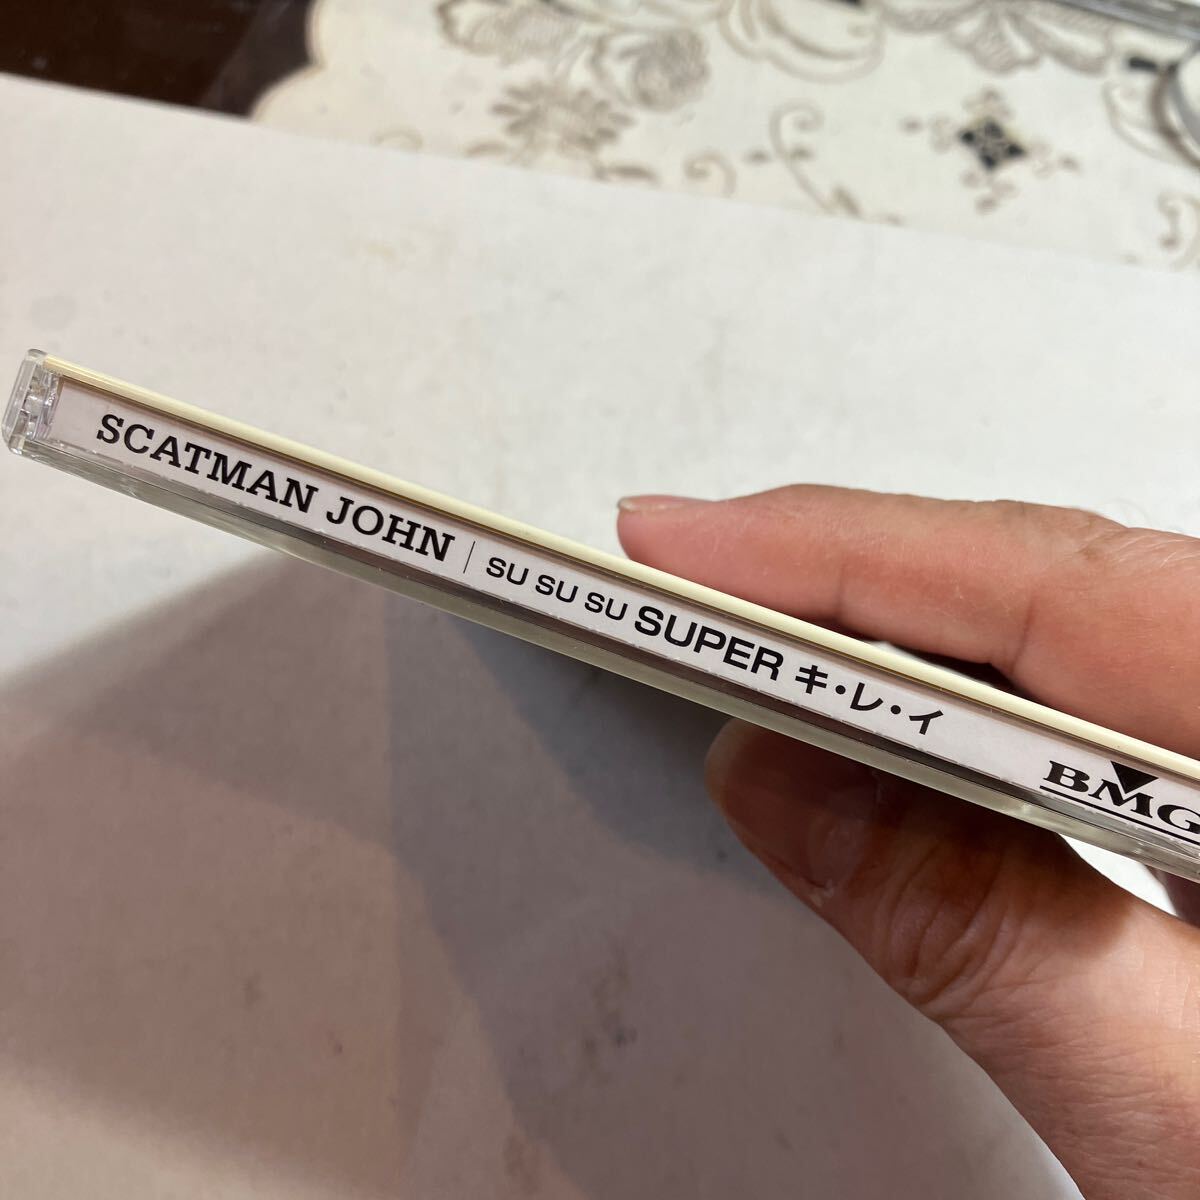 SCATMAN JOHN | SU SU SU SUPER キ・レ・イ
BMG